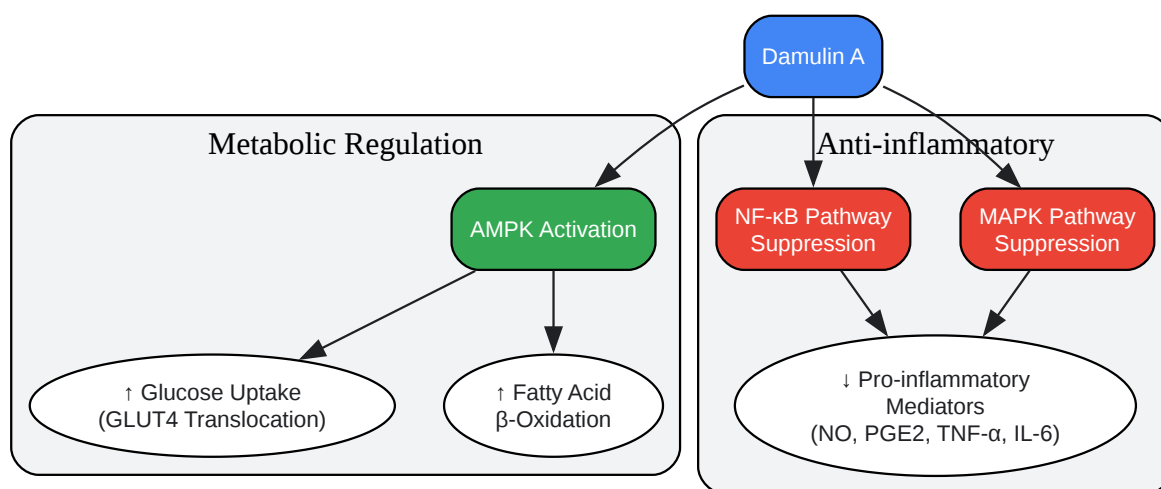 Damulin A
Metabolic Regulation
Anti-inflammatory
AMPK Activation
NF-κB Pathway
Suppression
MAPK Pathway
Suppression
↑ Glucose Uptake
(GLUT4 Translocation)
↑ Fatty Acid
β-Oxidation
↓ Pro-inflammatory
Mediators
(NO, PGE2, TNF-α, IL-6)